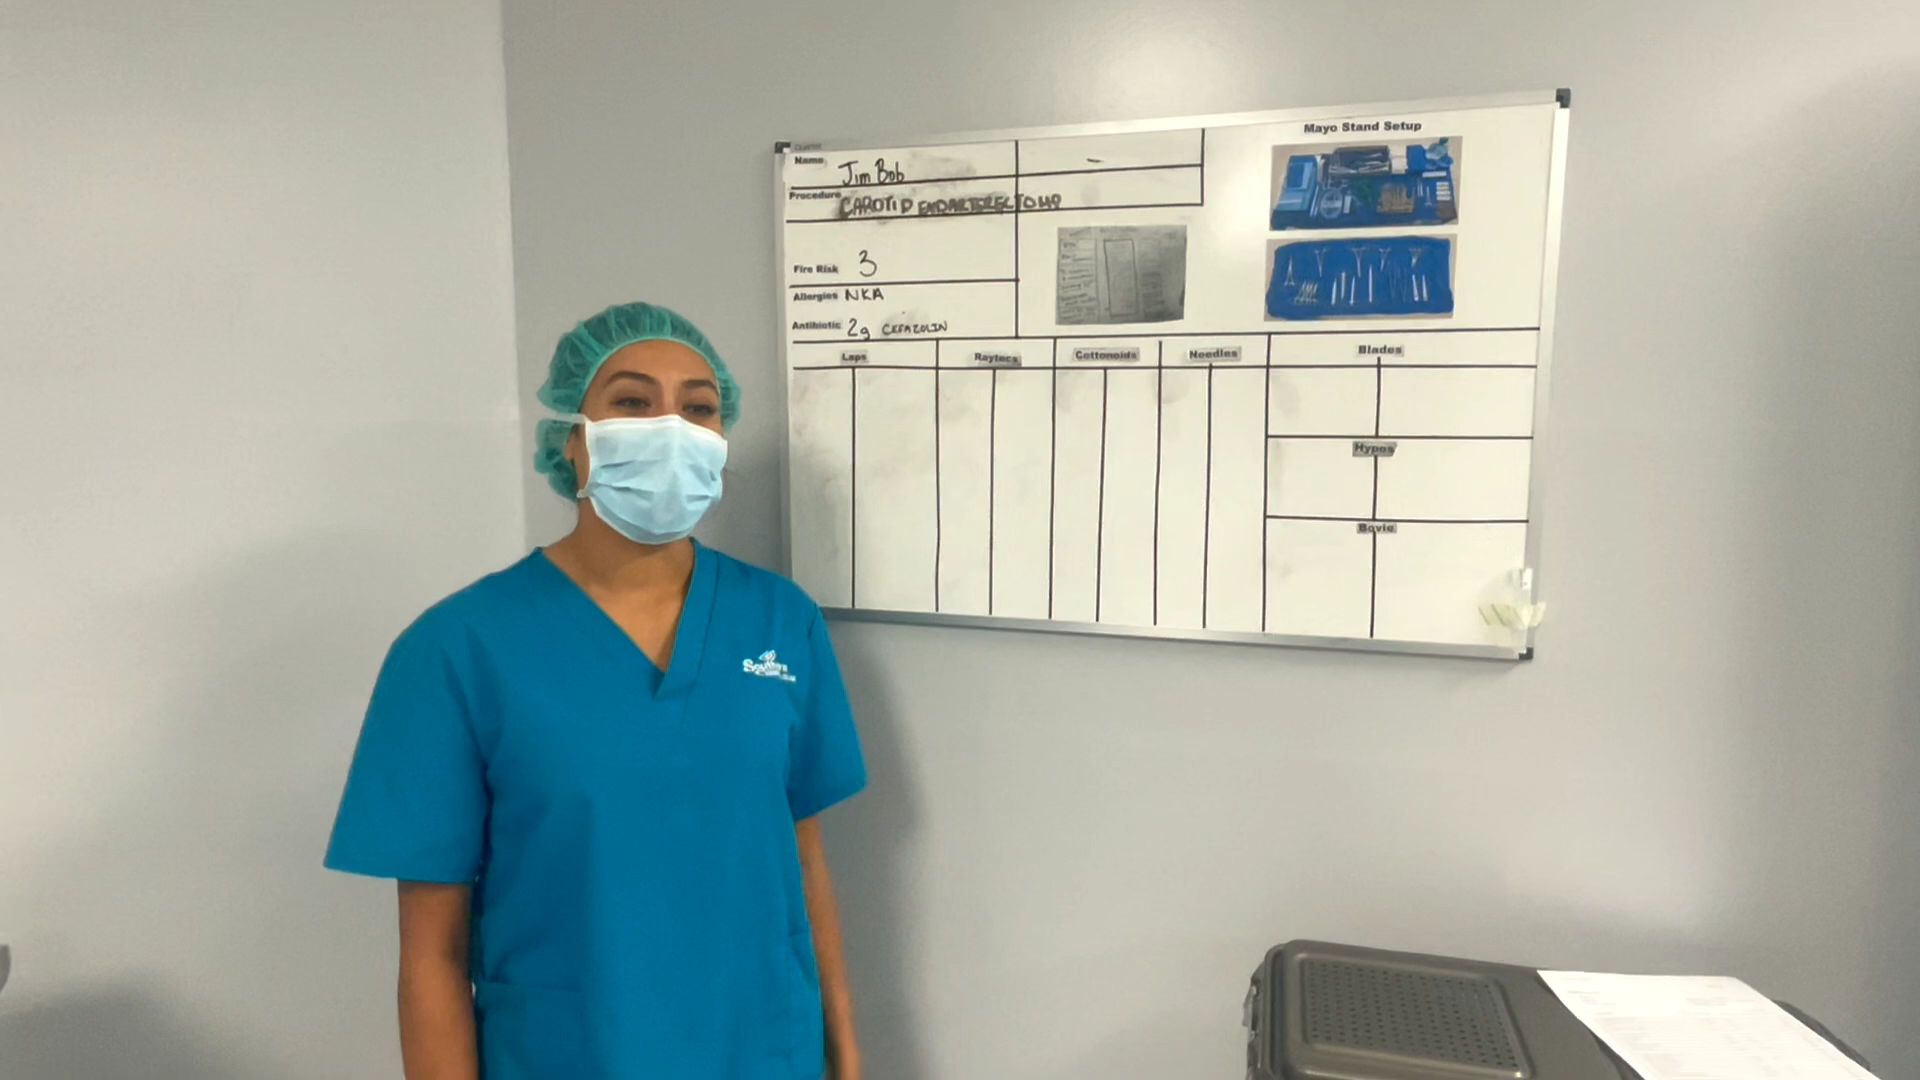 Name Jim Bob
Procedure CAROTID ENDARTERECTOMY
Fire Risk 3
Allergies NKA
Antibiotic 2g CEFAZOLIN
Mayo Stand Setup
Laps Raytecs Cottonoids Needles Blades
Hypos
Bovie
Southern